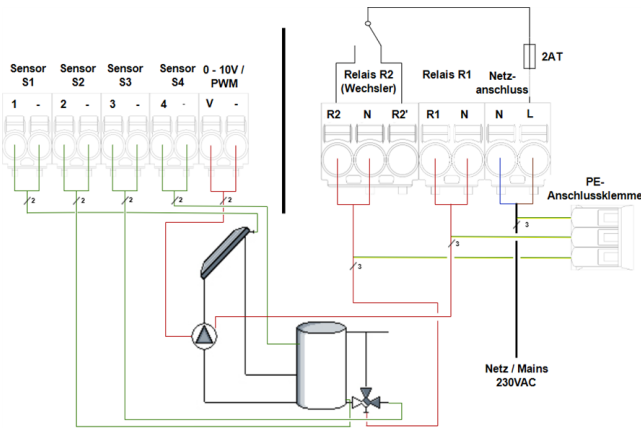 Sensor S1
Sensor S2
Sensor S3
Sensor S4
0 - 10V / PWM
1 -
2 -
3 -
4 -
V -
2
2
2
2
2
2AT
Relais R2
(Wechsler)
Relais R1
Netz-
anschluss
R2 N R2'
R1 N
N L
PE-
Anschlussklemme
3
3
3
Netz / Mains
230VAC